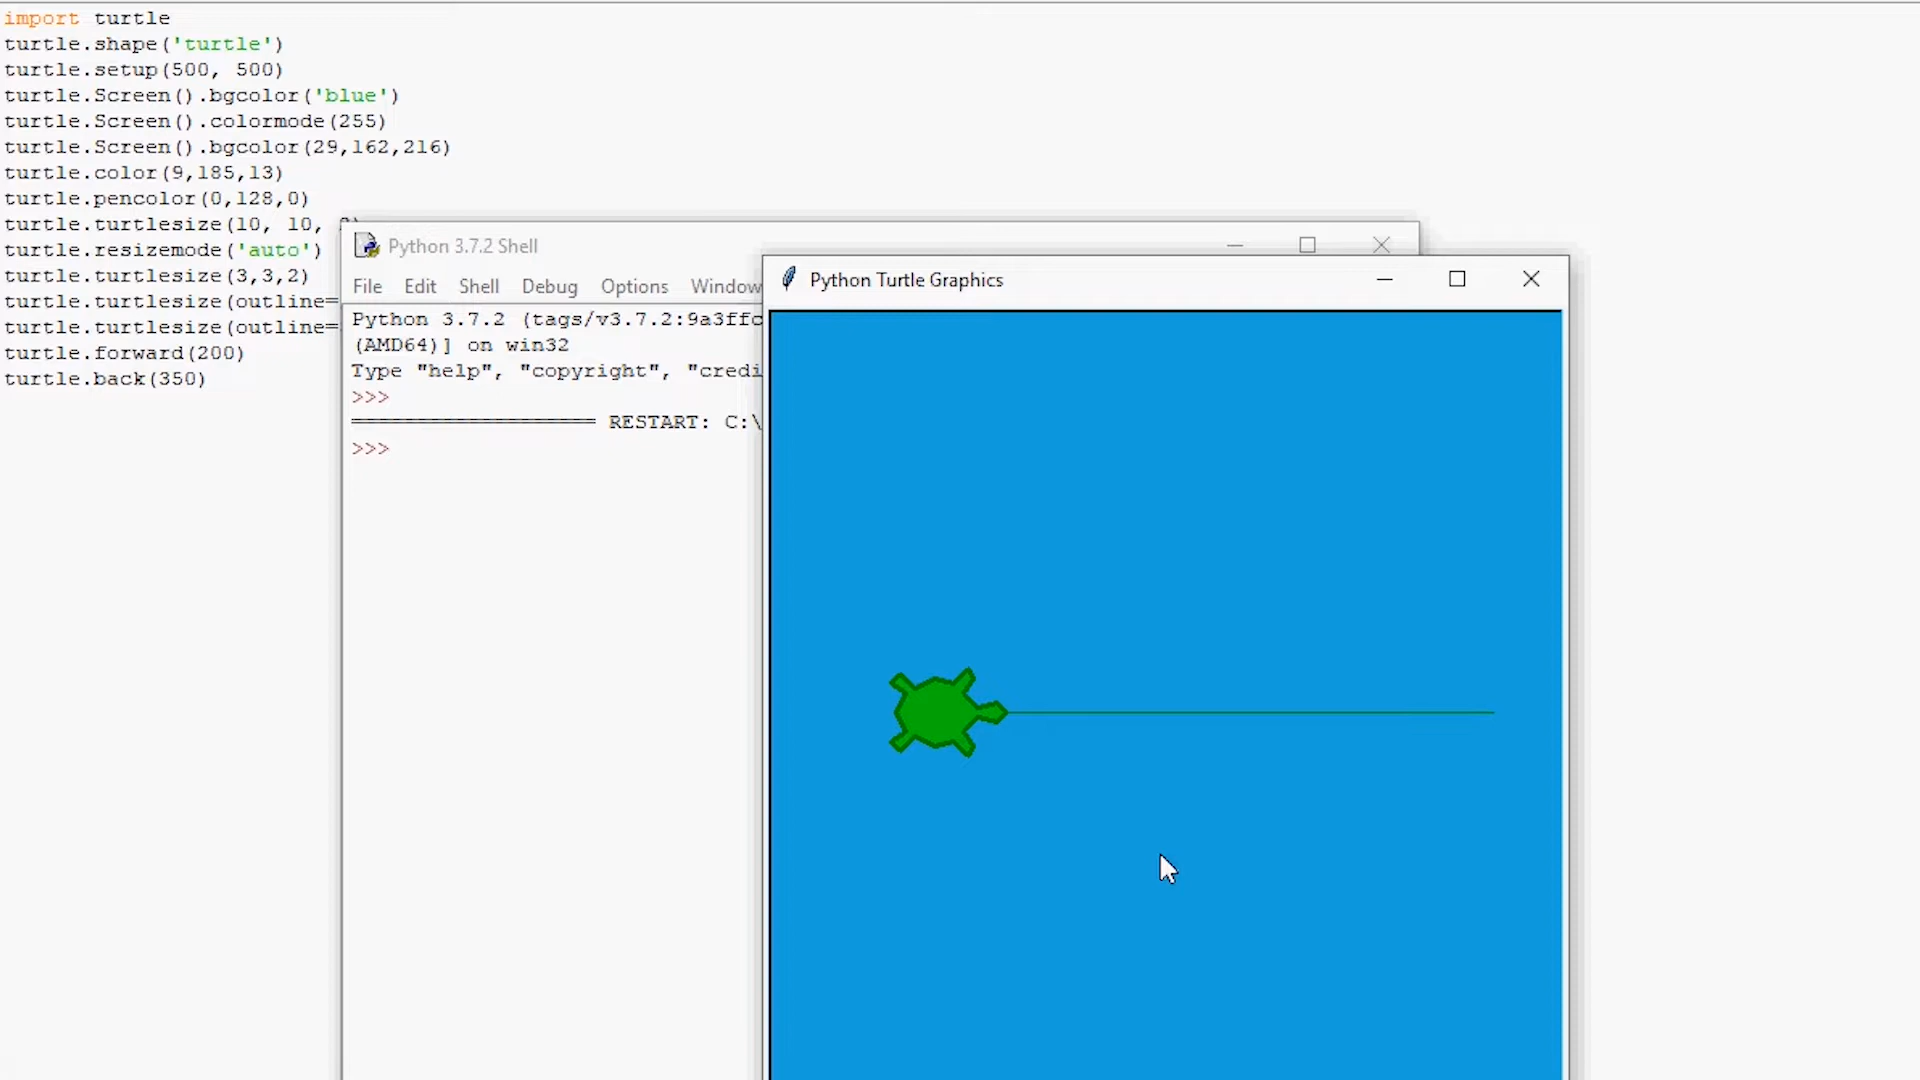 import turtle
turtle.shape('turtle')
turtle.setup(500, 500)
turtle.Screen().bgcolor('blue')
turtle.Screen().colormode(255)
turtle.Screen().bgcolor(29,162,216)
turtle.color(9,185,13)
turtle.pencolor(0,128,0)
turtle.turtlesize(10, 10,
turtle.resizemode('auto')
turtle.turtlesize(3,3,2)
turtle.turtlesize(outline=
turtle.turtlesize(outline=
turtle.forward(200)
turtle.back(350)
Python 3.7.2 Shell
File Edit Shell Debug Options Window
Python 3.7.2 (tags/v3.7.2:9a3ffc
(AMD64)] on win32
Type "help", "copyright", "credi
>>>
=================== RESTART: C:\
>>>
Python Turtle Graphics